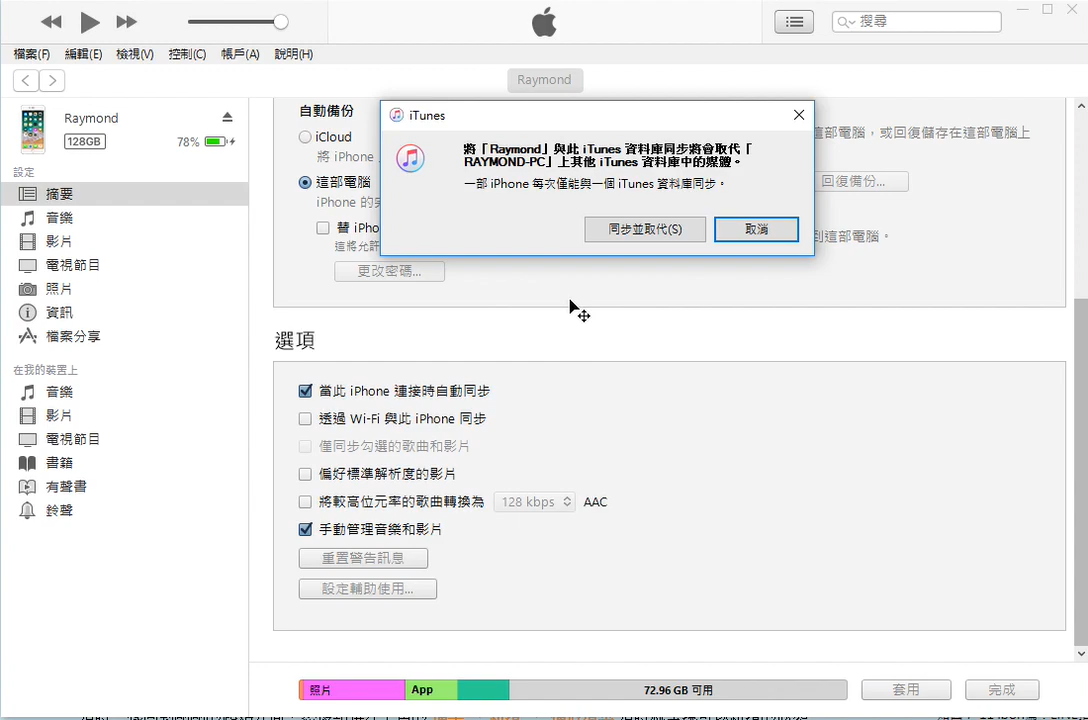 搜尋
檔案(F) 編輯(E) 檢視(V) 控制(C) 帳戶(A) 說明(H)
Raymond
Raymond
128GB
78%
設定
摘要
音樂
影片
電視節目
照片
資訊
檔案分享
在我的裝置上
音樂
影片
電視節目
書籍
有聲書
鈴聲
自動備份
iCloud
將 iPhone
這部電腦
iPhone 的
替 iPho
這將允許
更改密碼...
iTunes
將「Raymond」與此 iTunes 資料庫同步將會取代「
RAYMOND-PC」上其他 iTunes 資料庫中的媒體。
一部 iPhone 每次僅能與一個 iTunes 資料庫同步。
同步並取代(S) 取消
這部電腦，或回復儲存在這部電腦上
回復備份...
到這部電腦。
選項
當此 iPhone 連接時自動同步
透過 Wi-Fi 與此 iPhone 同步
僅同步勾選的歌曲和影片
偏好標準解析度的影片
將較高位元率的歌曲轉換為 128 kbps AAC
手動管理音樂和影片
重置警告訊息
設定輔助使用...
照片 App 72.96 GB 可用
套用 完成